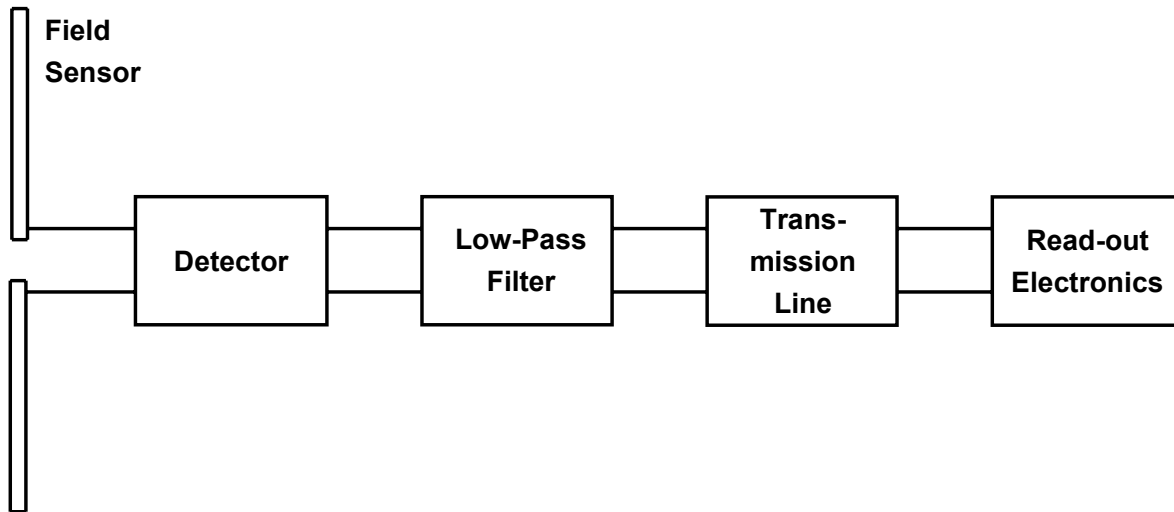 Field
Sensor
Detector
Low-Pass
Filter
Trans-
mission
Line
Read-out
Electronics